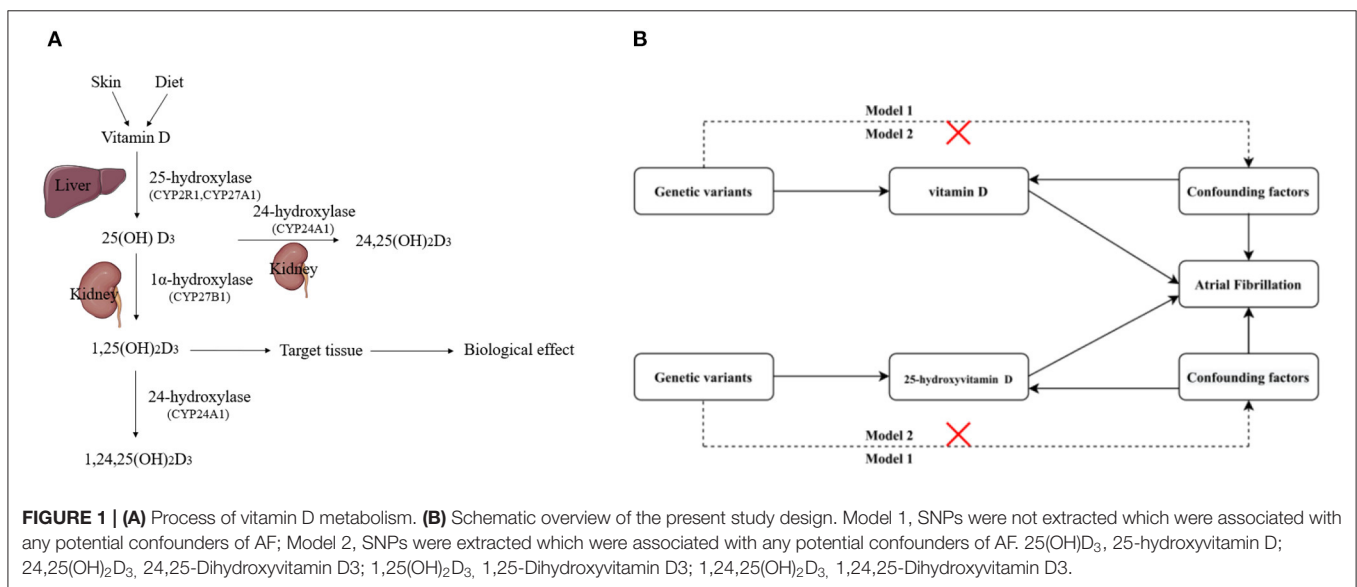 A
Skin Diet
Vitamin D
Liver
25-hydroxylase
(CYP2R1,CYP27A1)
24-hydroxylase
(CYP24A1)
25(OH) D3
24,25(OH)2D3
Kidney
1α-hydroxylase
(CYP27B1)
Kidney
1,25(OH)2D3
Target tissue
Biological effect
24-hydroxylase
(CYP24A1)
1,24,25(OH)2D3
B
Model 1
Model 2
Genetic variants
vitamin D
Confounding factors
Atrial Fibrillation
Genetic variants
25-hydroxyvitamin D
Confounding factors
Model 2
Model 1
FIGURE 1 | (A) Process of vitamin D metabolism. (B) Schematic overview of the present study design. Model 1, SNPs were not extracted which were associated with
any potential confounders of AF; Model 2, SNPs were extracted which were associated with any potential confounders of AF. 25(OH)D3, 25-hydroxyvitamin D;
24,25(OH)2D3, 24,25-Dihydroxyvitamin D3; 1,25(OH)2D3, 1,25-Dihydroxyvitamin D3; 1,24,25(OH)2D3, 1,24,25-Dihydroxyvitamin D3.